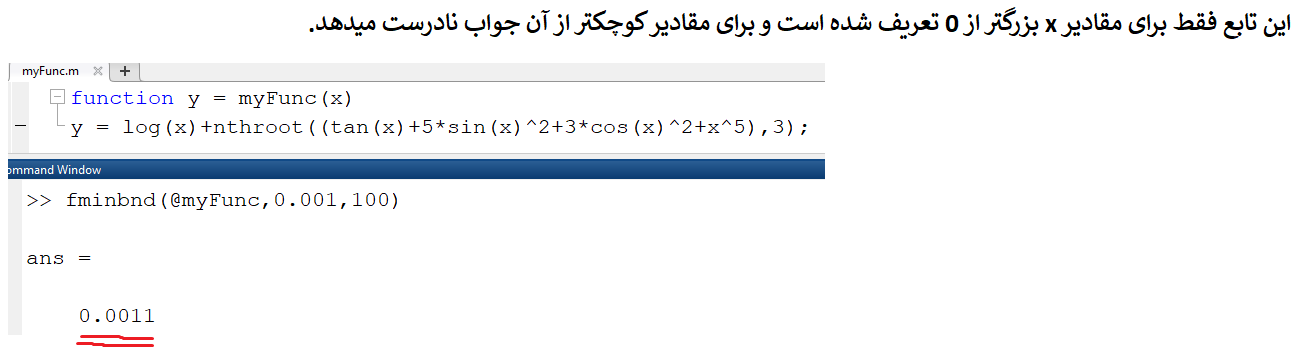 این تابع فقط برای مقادیر x بزرگتر از 0 تعریف شده است و برای مقادیر کوچکتر از آن جواب نادرست میدهد.
myFunc.m × +
function y = myFunc(x)
y = log(x)+nthroot((tan(x)+5*sin(x)^2+3*cos(x)^2+x^5),3);
ommand Window
>> fminbnd(@myFunc,0.001,100)
ans =
0.0011